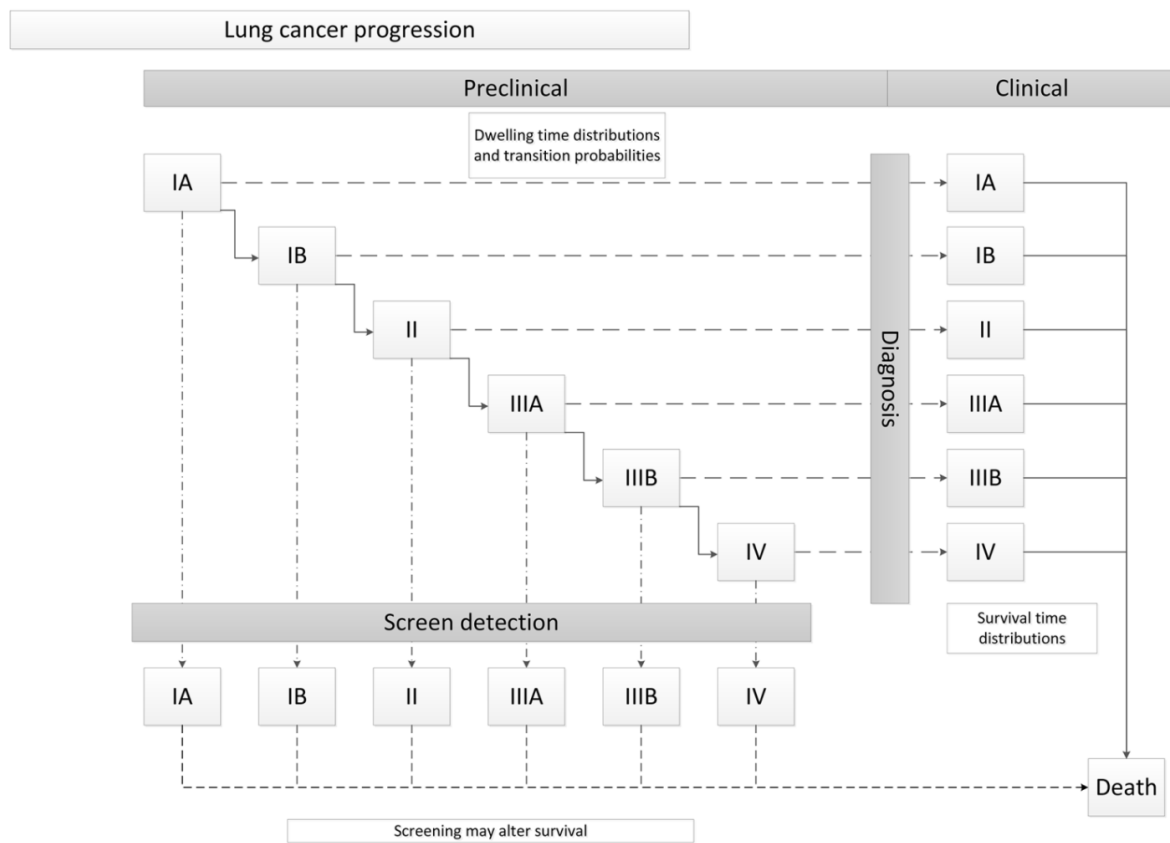 Lung cancer progression
Preclinical
Clinical
Dwelling time distributions
and transition probabilities
IA
IA
IB
IB
II
II
Diagnosis
IIIA
IIIA
IIIB
IIIB
IV
IV
Screen detection
Survival time
distributions
IA
IB
II
IIIA
IIIB
IV
Death
Screening may alter survival